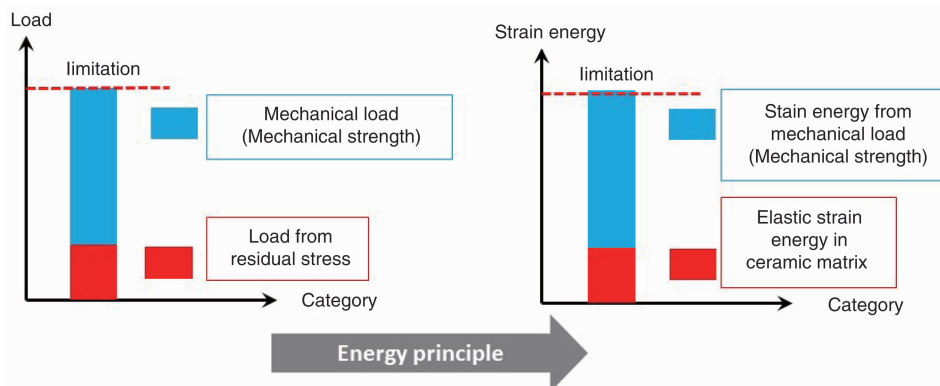 Load
limitation
Mechanical load
(Mechanical strength)
Load from
residual stress
Category
Strain energy
limitation
Stain energy from
mechanical load
(Mechanical strength)
Elastic strain
energy in
ceramic matrix
Category
Energy principle